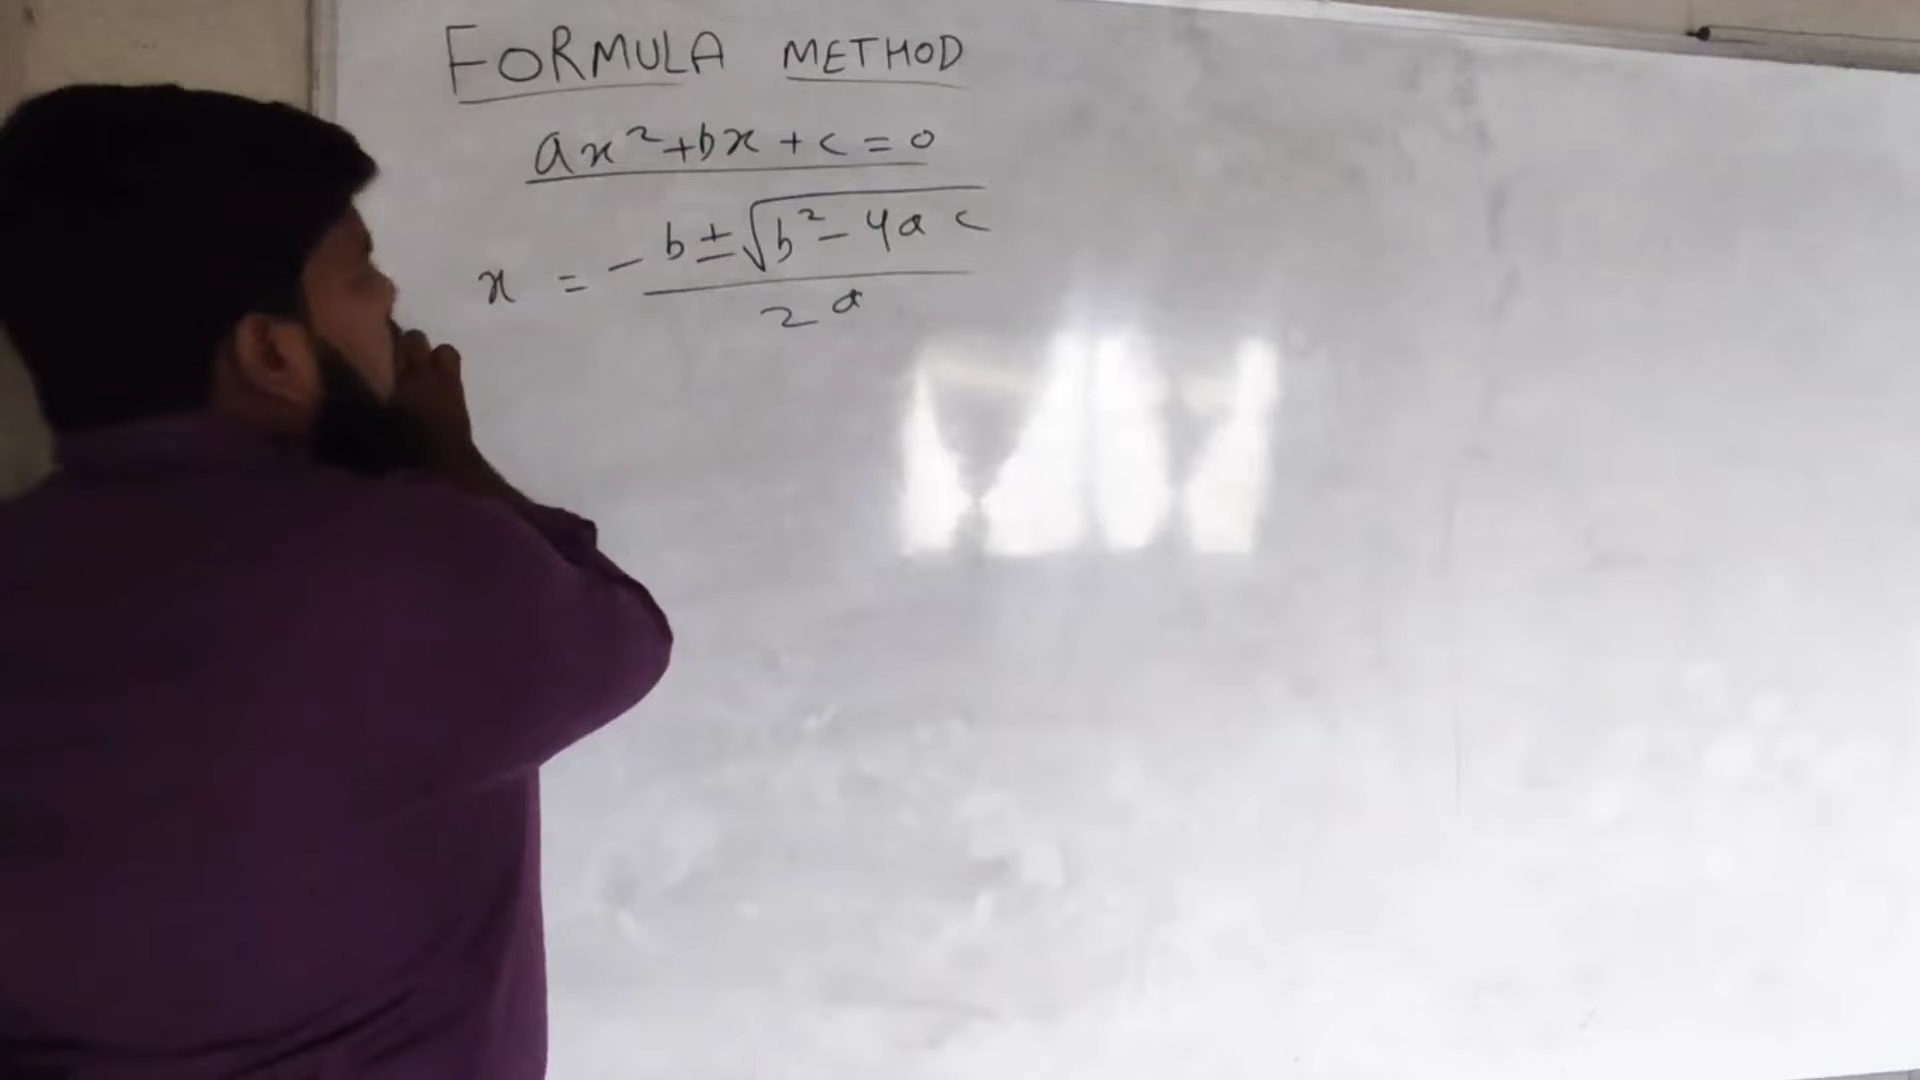 FORMULA METHOD
ax²+bx+c=0
x = -b±√b²-4ac
2a